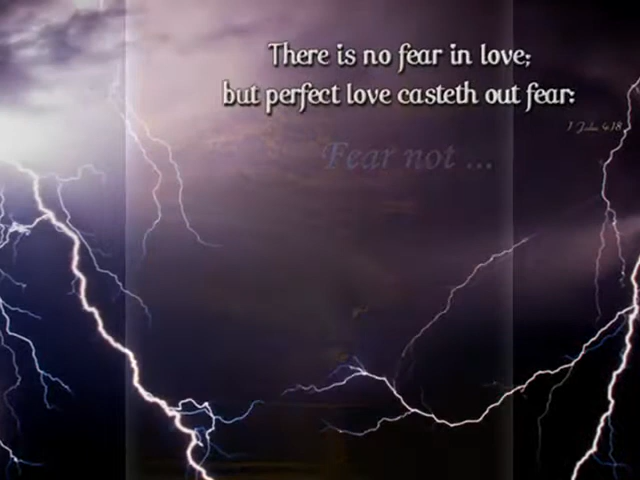 There is no fear in love;
but perfect love casteth out fear:
1 John 4:18
Fear not ...